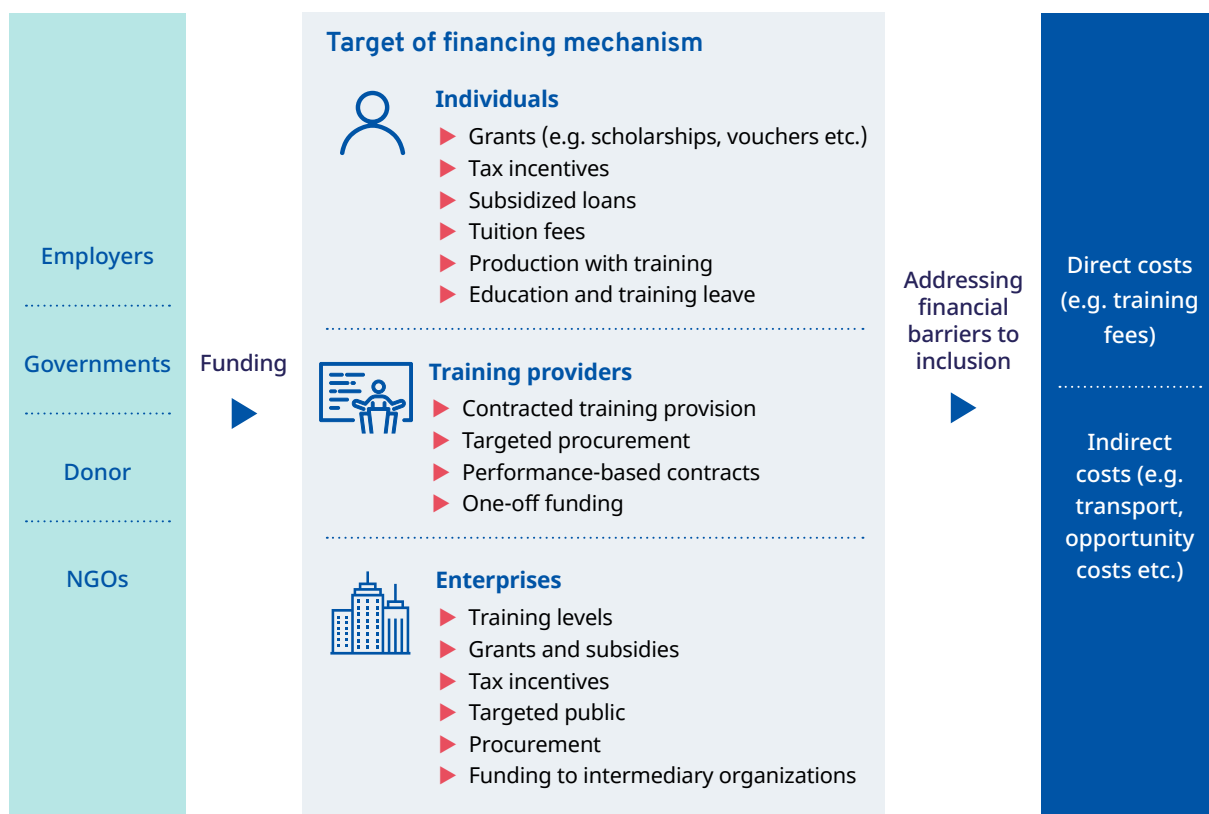 Employers
Governments
Donor
NGOs
Funding
Target of financing mechanism
Individuals
Grants (e.g. scholarships, vouchers etc.)
Tax incentives
Subsidized loans
Tuition fees
Production with training
Education and training leave
Training providers
Contracted training provision
Targeted procurement
Performance-based contracts
One-off funding
Enterprises
Training levels
Grants and subsidies
Tax incentives
Targeted public
Procurement
Funding to intermediary organizations
Addressing
financial
barriers to
inclusion
Direct costs
(e.g. training
fees)
Indirect
costs (e.g.
transport,
opportunity
costs etc.)